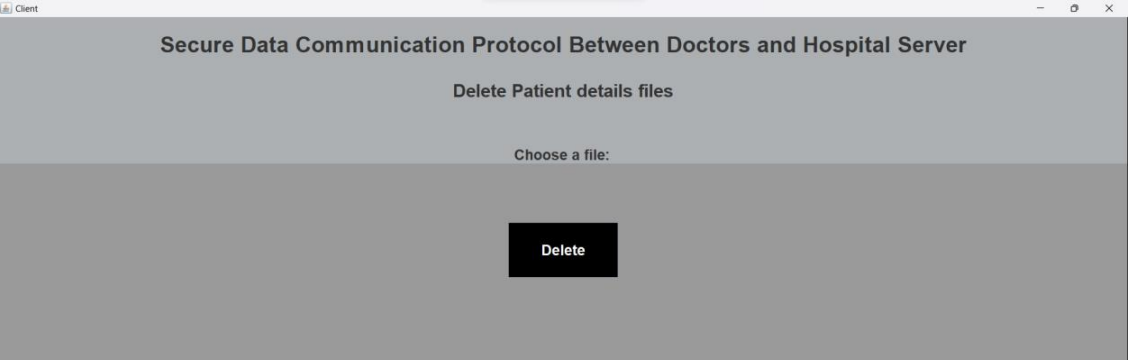 Client
Secure Data Communication Protocol Between Doctors and Hospital Server
Delete Patient details files
Choose a file:
Delete